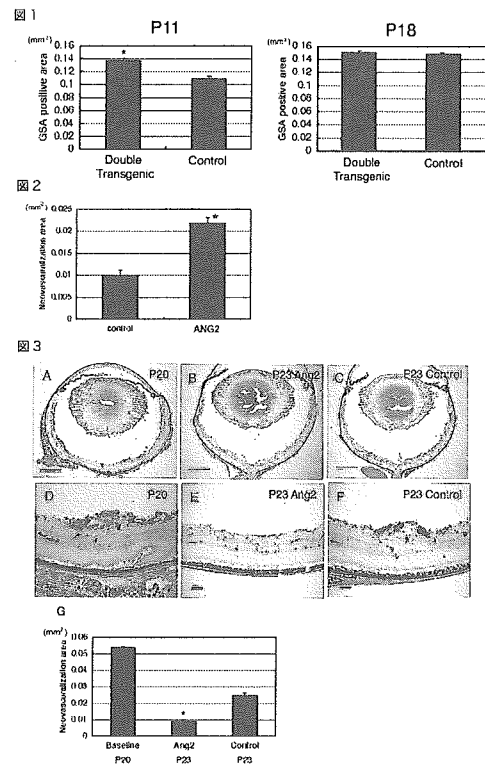 図1
P11
P18
(mm²)
GSA positive area
0.16
0.14
0.12
0.1
0.08
0.06
0.04
0.02
0
*
Double
Transgenic
Control
(mm²)
GSA positive area
0.16
0.14
0.12
0.1
0.08
0.06
0.04
0.02
0
Double
Transgenic
Control
図2
(mm²)
Neovascularization area
0.025
0.02
0.015
0.01
0.005
0
*
control
ANG2
図3
A P20
B P23 Ang2
C P23 Control
D P20
E P23 Ang2
F P23 Control
G
(mm²)
Neovascularization area
0.06
0.05
0.04
0.03
0.02
0.01
0
*
Baseline Ang2 Control
P20 P23 P23